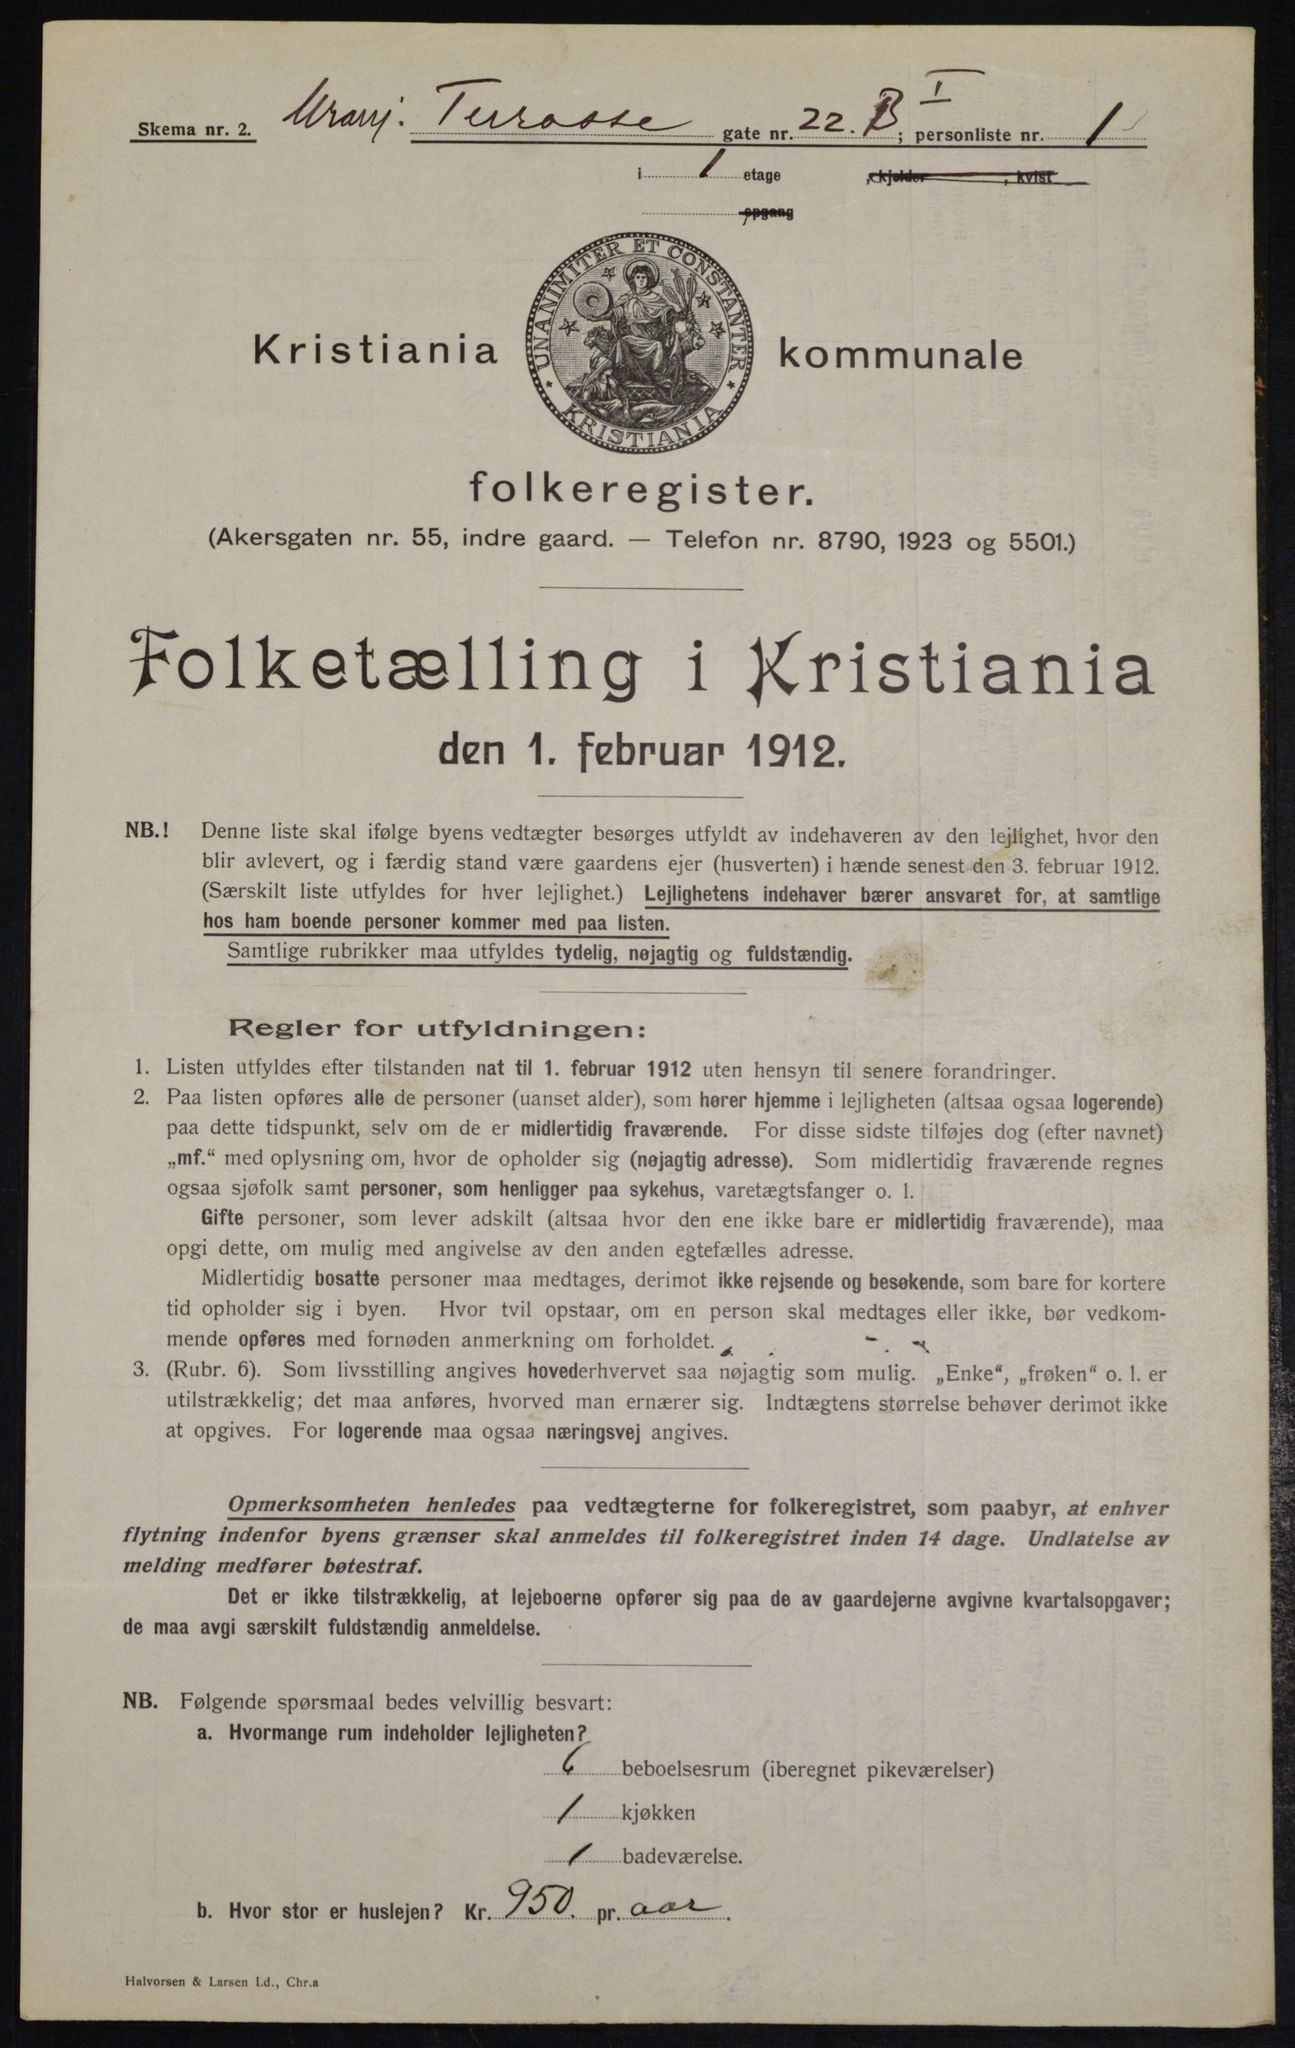 Skema nr. 2. Uranj. Terrasse gate nr. 22. B I; personliste nr. 1
i 1 etage , kjelder , kvist
, opgang
UNANIMITER ET CONSTANTER
KRISTIANIA
Kristiania kommunale
folkeregister.
(Akersgaten nr. 55, indre gaard. — Telefon nr. 8790, 1923 og 5501.)
Folketælling i Kristiania
den 1. februar 1912.
NB.! Denne liste skal ifølge byens vedtægter besørges utfyldt av indehaveren av den lejlighet, hvor den
blir avlevert, og i færdig stand være gaardens ejer (husverten) i hænde senest den 3. februar 1912.
(Særskilt liste utfyldes for hver lejlighet.) Lejlighetens indehaver bærer ansvaret for, at samtlige
hos ham boende personer kommer med paa listen.
Samtlige rubrikker maa utfyldes tydelig, nøjagtig og fuldstændig.
Regler for utfyldningen:
1. Listen utfyldes efter tilstanden nat til 1. februar 1912 uten hensyn til senere forandringer.
2. Paa listen opføres alle de personer (uanset alder), som hører hjemme i lejligheten (altsaa ogsaa logerende)
paa dette tidspunkt, selv om de er midlertidig fraværende. For disse sidste tilføjes dog (efter navnet)
„mf.“ med oplysning om, hvor de opholder sig (nøjagtig adresse). Som midlertidig fraværende regnes
ogsaa sjøfolk samt personer, som henligger paa sykehus, varetægtsfanger o. l.
Gifte personer, som lever adskilt (altsaa hvor den ene ikke bare er midlertidig fraværende), maa
opgi dette, om mulig med angivelse av den anden egtefælles adresse.
Midlertidig bosatte personer maa medtages, derimot ikke rejsende og besøkende, som bare for kortere
tid opholder sig i byen. Hvor tvil opstaar, om en person skal medtages eller ikke, bør vedkom-
mende opføres med fornøden anmerkning om forholdet.
3. (Rubr. 6). Som livsstilling angives hovederhvervet saa nøjagtig som mulig. „Enke“, „frøken“ o. l. er
utilstrækkelig; det maa anføres, hvorved man ernærer sig. Indtægtens størrelse behøver derimot ikke
at opgives. For logerende maa ogsaa næringsvej angives.
Opmerksomheten henledes paa vedtægterne for folkeregistret, som paabyr, at enhver
flytning indenfor byens grænser skal anmeldes til folkeregistret inden 14 dage. Undlatelse av
melding medfører bøtestraf.
Det er ikke tilstrækkelig, at lejeboerne opfører sig paa de av gaardejerne avgivne kvartalsopgaver;
de maa avgi særskilt fuldstændig anmeldelse.
NB. Følgende spørsmaal bedes velvillig besvart:
a. Hvormange rum indeholder lejligheten?
6 beboelsesrum (iberegnet pikeværelser)
1 kjøkken
1 badeværelse.
b. Hvor stor er huslejen? Kr. 950. pr. aar.
Halvorsen & Larsen Ld., Chr.a